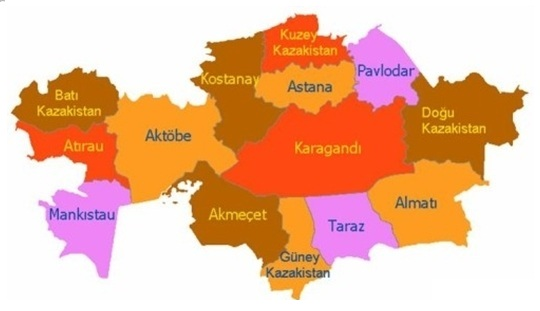 Kuzey
Kazakistan
Kostanay
Pavlodar
Astana
Batı
Kazakistan
Doğu
Kazakistan
Aktöbe
Atırau
Karagandı
Mankıstau
Akmeçet
Almatı
Taraz
Güney
Kazakistan